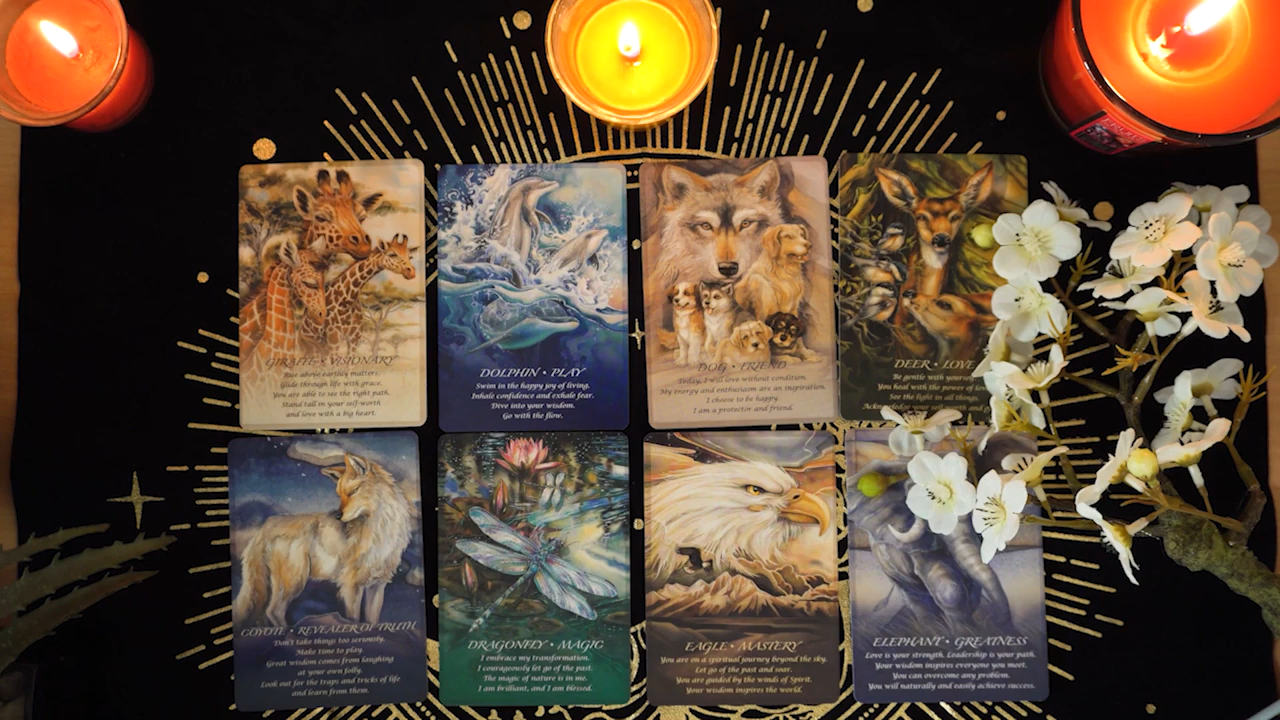 GIRAFFE • VISIONARY
Rise above earthly matters.
Glide through life with grace.
You are able to see the right path.
Stand tall in your self-worth
and love with a big heart.
DOLPHIN • PLAY
Swim in the happy joy of living.
Inhale confidence and exhale fear.
Dive into your wisdom.
Go with the flow.
DOG • FRIEND
Today, I will love without condition.
My energy and enthusiasm are an inspiration.
I choose to be happy.
I am a protector and friend.
DEER • LOVE
Be gentle with yourself.
You heal with the power of
See the light in all things.
Acknowledge your self-worth and
COYOTE • REVEALER OF TRUTH
Don't take things too seriously.
Make time to play.
Great wisdom comes from laughing
at your own folly.
Look out for the traps and tricks of life
and learn from them.
DRAGONFLY • MAGIC
I embrace my transformation.
I courageously let go of the past.
The magic of nature is in me.
I am brilliant, and I am blessed.
EAGLE • MASTERY
You are on a spiritual journey beyond the sky.
Let go of the past and soar.
You are guided by the winds of Spirit.
Your wisdom inspires the world.
ELEPHANT • GREATNESS
Love is your strength. Leadership is your path.
Your wisdom inspires everyone you meet.
You can overcome any problem.
You will naturally and easily achieve success.